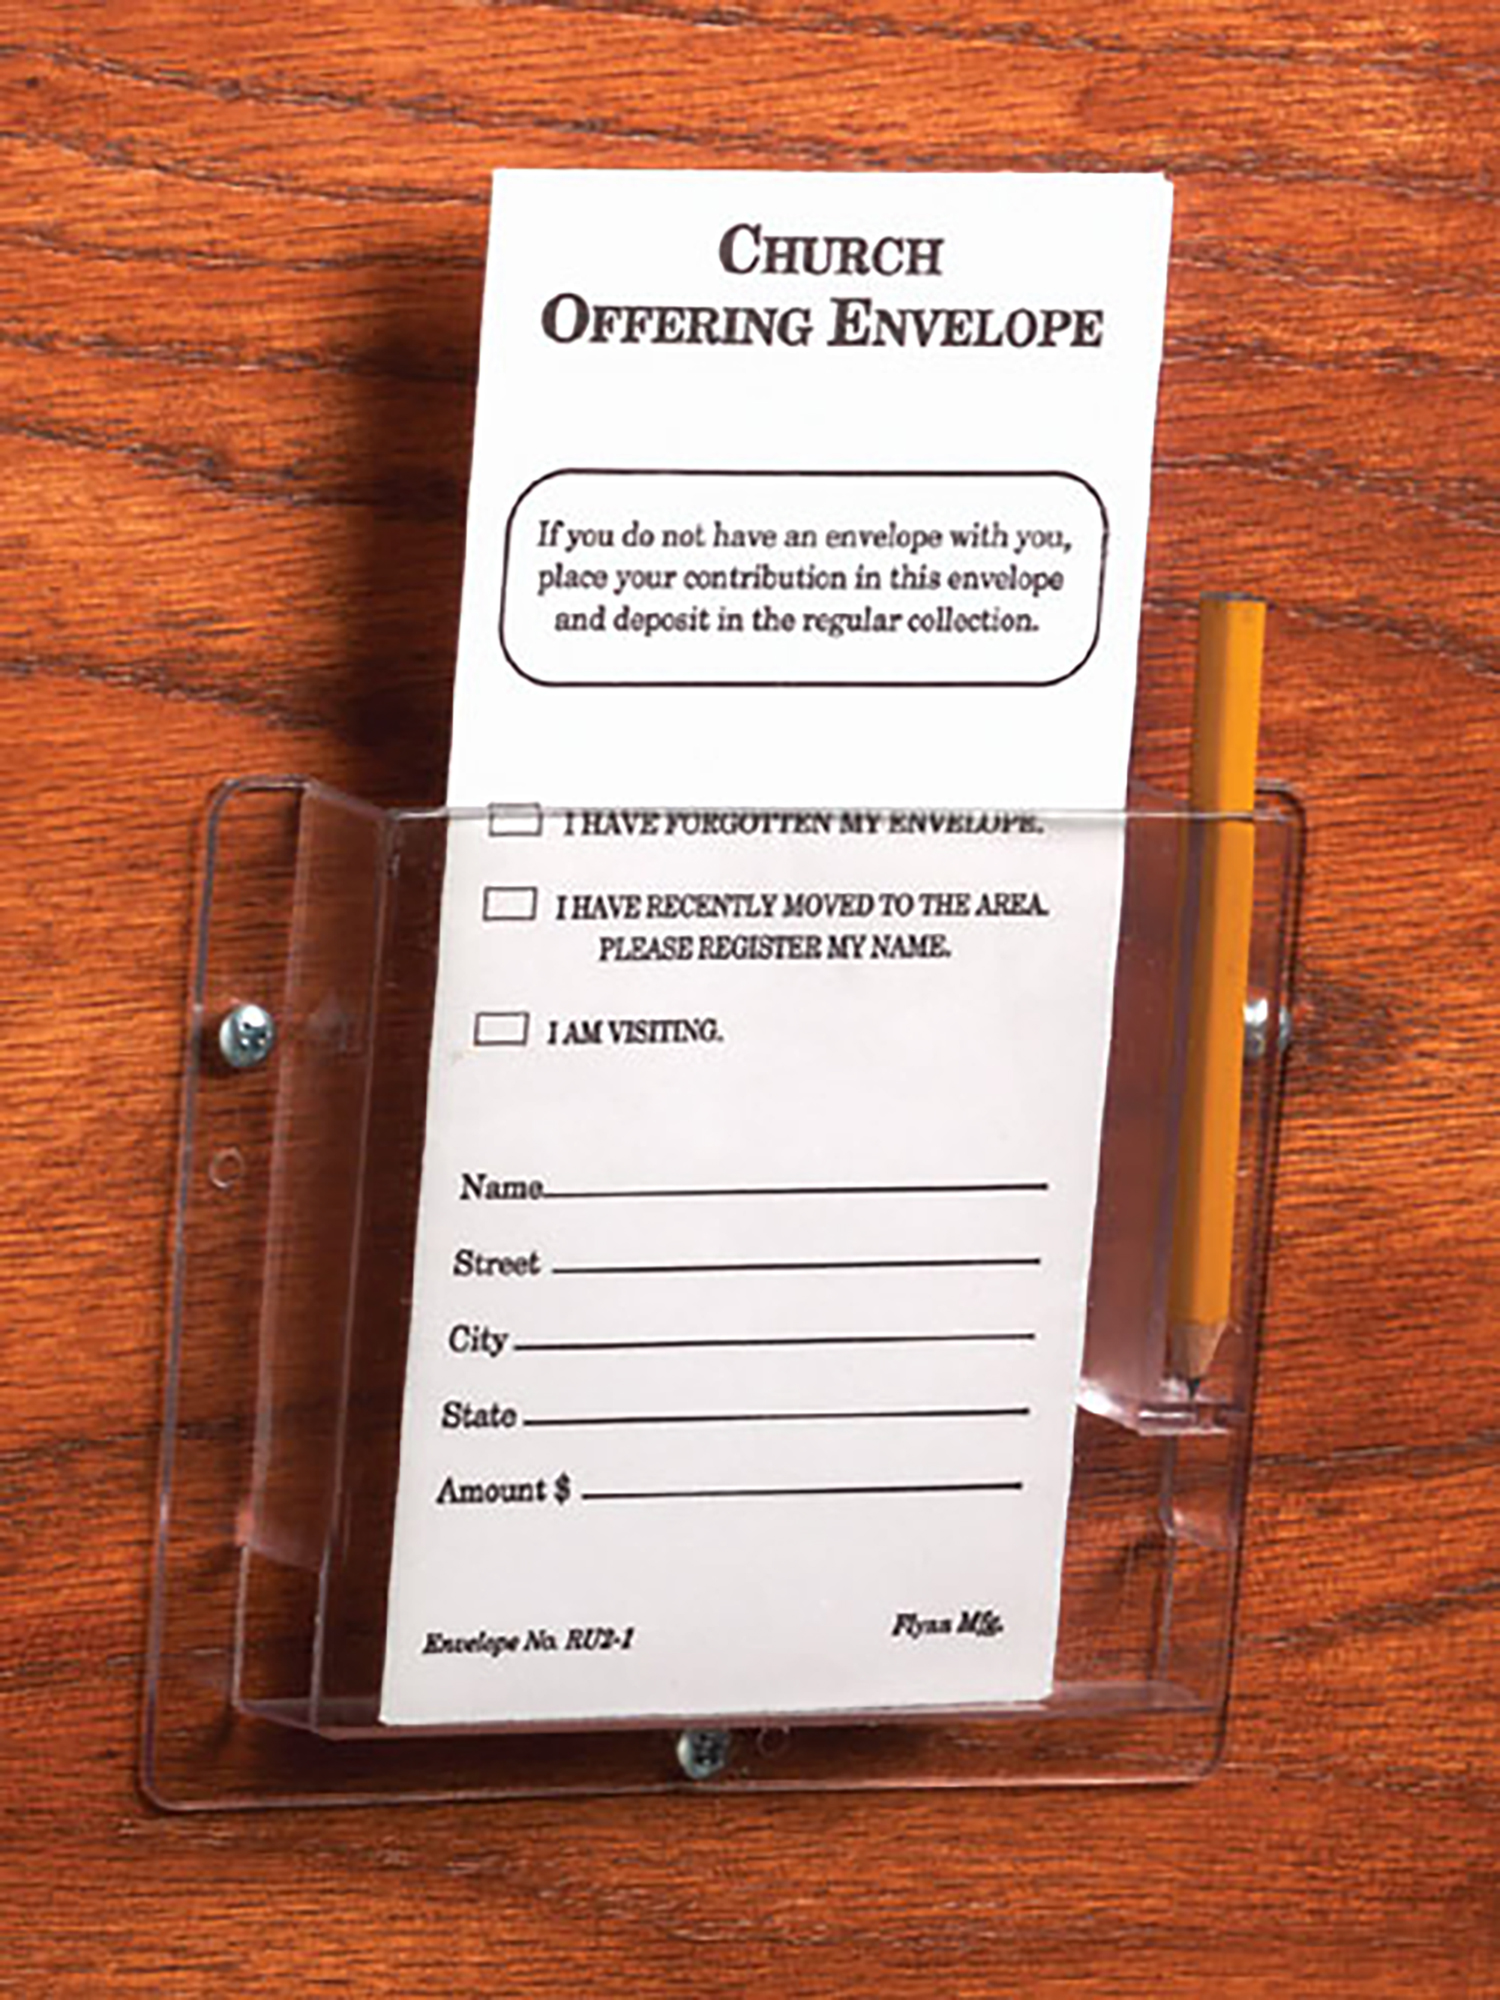 CHURCH
OFFERING ENVELOPE
If you do not have an envelope with you,
place your contribution in this envelope
and deposit in the regular collection.
I HAVE FORGOTTEN MY ENVELOPE.
I HAVE RECENTLY MOVED TO THE AREA.
PLEASE REGISTER MY NAME.
I AM VISITING.
Name
Street
City
State
Amount $
Envelope No. RU2-1 Flynn Mfg.